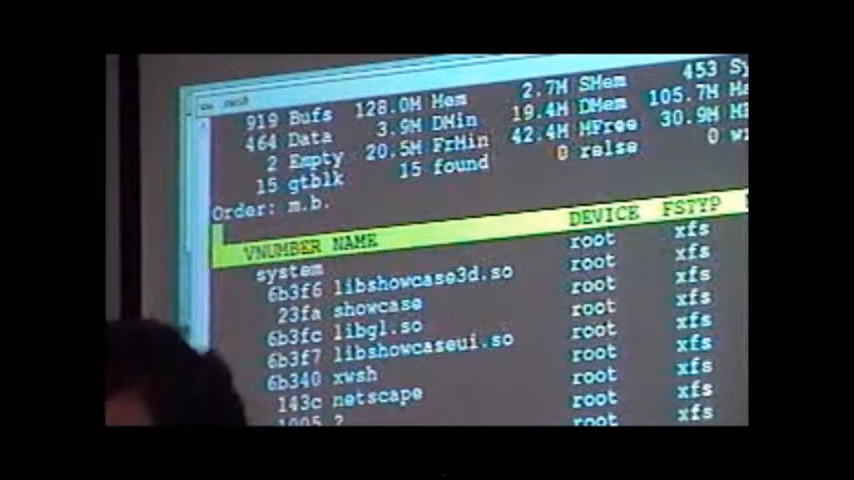 919 Bufs 128.0M Mem 2.7M SMem 453
464 Data 3.9M DMin 19.4M DMem 105.7M
2 Empty 20.5M FrMin 42.4M MFree 30.9M
15 gtblk 15 found 0 relse 0
Order: m.b.
VNUMBER NAME DEVICE FSTYP
system root xfs
6b3f6 libshowcase3d.so root xfs
23fa showcase root xfs
6b3fc libgl.so root xfs
6b3f7 libshowcaseui.so root xfs
6b340 xwsh root xfs
143c netscape root xfs
1005 ? root xfs